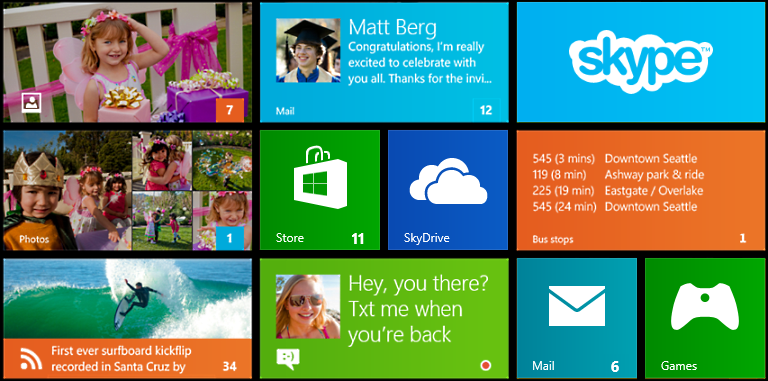 7
Matt Berg
Congratulations, I'm really
excited to celebrate with
you all. Thanks for the invi...
Mail
12
skype™
Photos
1
Store
11
SkyDrive
545 (3 mins) Downtown Seattle
119 (8 min) Ashway park & ride
225 (19 min) Eastgate / Overlake
545 (24 min) Downtown Seattle
Bus stops
1
First ever surfboard kickflip
recorded in Santa Cruz by
34
Hey, you there?
Txt me when
you're back
:-)
Mail
6
Games